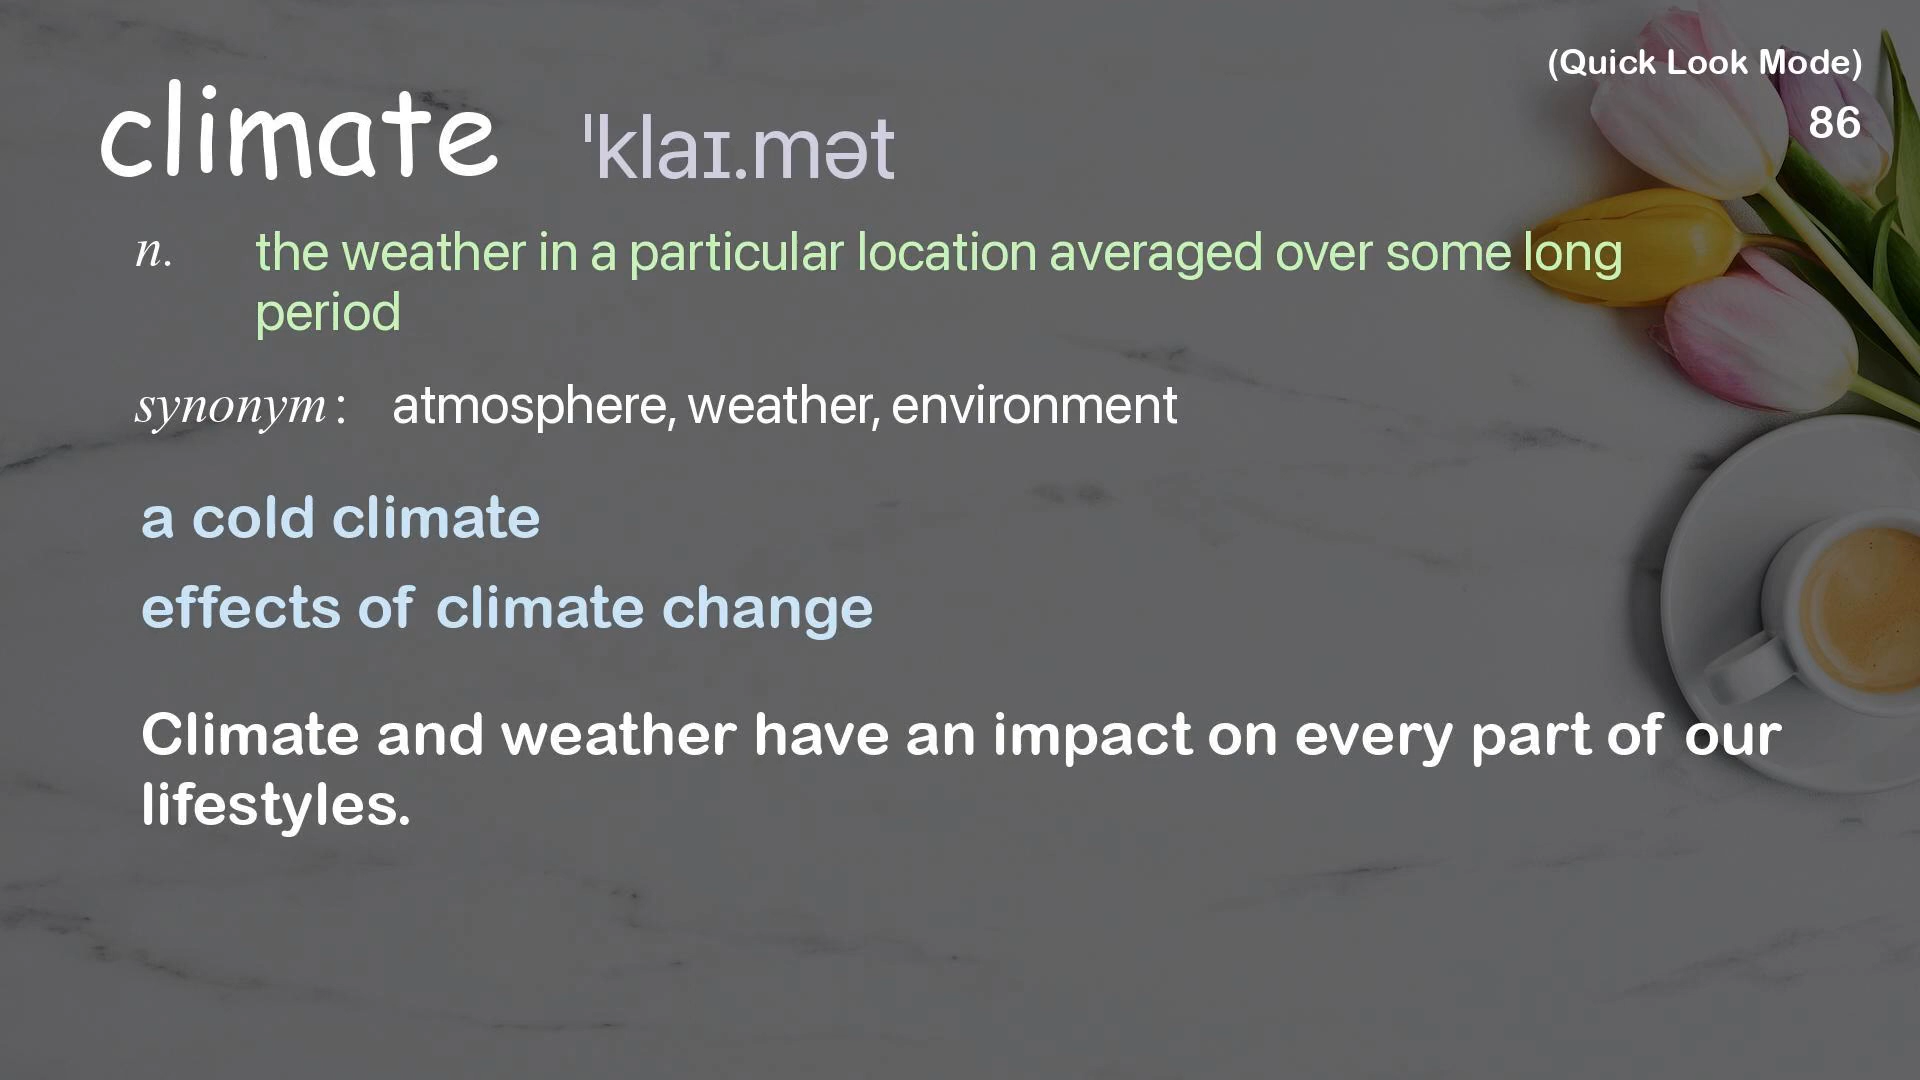 (Quick Look Mode)
86
climate ˈklaɪ.mət
n. the weather in a particular location averaged over some long
period
synonym: atmosphere, weather, environment
a cold climate
effects of climate change
Climate and weather have an impact on every part of our
lifestyles.